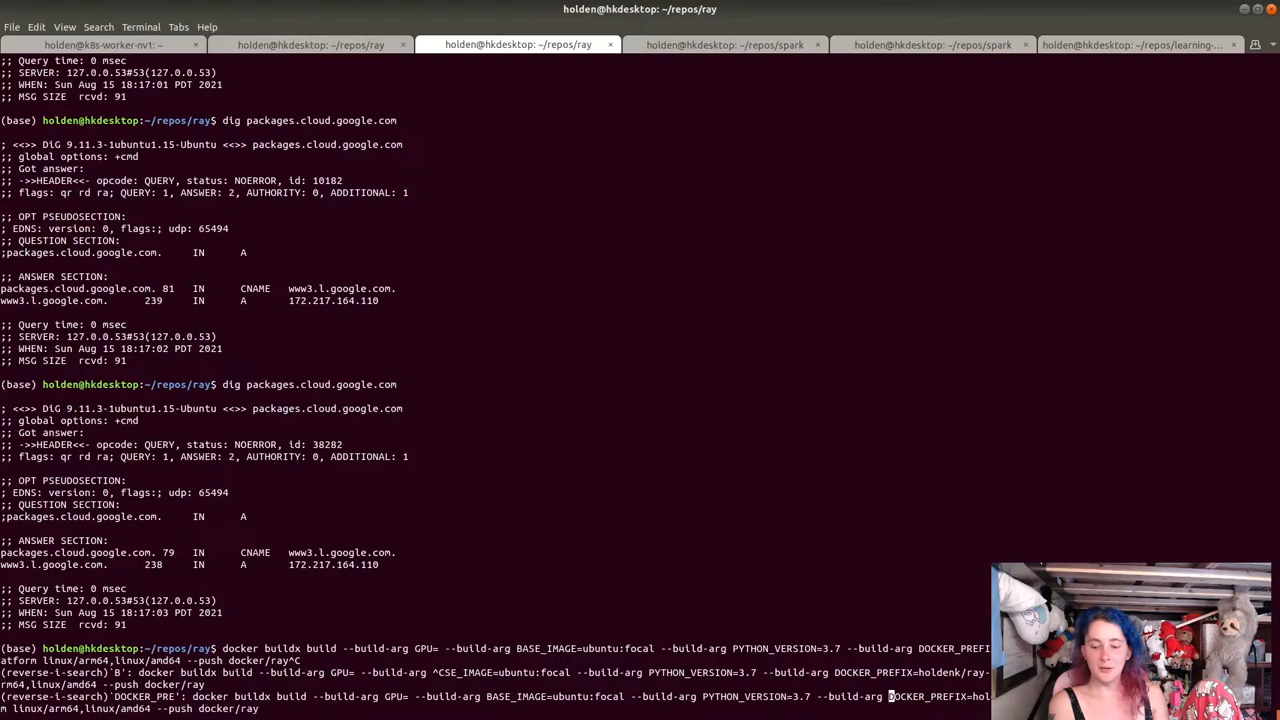 holden@hkdesktop: ~/repos/ray
File Edit View Search Terminal Tabs Help
holden@k8s-worker-nv1: ~ × holden@hkdesktop: ~/repos/ray × holden@hkdesktop: ~/repos/ray × holden@hkdesktop: ~/repos/spark × holden@hkdesktop: ~/repos/spark × holden@hkdesktop: ~/repos/learning-... ×
;; Query time: 0 msec
;; SERVER: 127.0.0.53#53(127.0.0.53)
;; WHEN: Sun Aug 15 18:17:01 PDT 2021
;; MSG SIZE  rcvd: 91
(base) holden@hkdesktop:~/repos/ray$ dig packages.cloud.google.com
; <<>> DiG 9.11.3-1ubuntu1.15-Ubuntu <<>> packages.cloud.google.com
;; global options: +cmd
;; Got answer:
;; ->>HEADER<<- opcode: QUERY, status: NOERROR, id: 10182
;; flags: qr rd ra; QUERY: 1, ANSWER: 2, AUTHORITY: 0, ADDITIONAL: 1
;; OPT PSEUDOSECTION:
; EDNS: version: 0, flags:; udp: 65494
;; QUESTION SECTION:
;packages.cloud.google.com. IN A
;; ANSWER SECTION:
packages.cloud.google.com. 81 IN CNAME www3.l.google.com.
www3.l.google.com. 239 IN A 172.217.164.110
;; Query time: 0 msec
;; SERVER: 127.0.0.53#53(127.0.0.53)
;; WHEN: Sun Aug 15 18:17:02 PDT 2021
;; MSG SIZE  rcvd: 91
(base) holden@hkdesktop:~/repos/ray$ dig packages.cloud.google.com
; <<>> DiG 9.11.3-1ubuntu1.15-Ubuntu <<>> packages.cloud.google.com
;; global options: +cmd
;; Got answer:
;; ->>HEADER<<- opcode: QUERY, status: NOERROR, id: 38282
;; flags: qr rd ra; QUERY: 1, ANSWER: 2, AUTHORITY: 0, ADDITIONAL: 1
;; OPT PSEUDOSECTION:
; EDNS: version: 0, flags:; udp: 65494
;; QUESTION SECTION:
;packages.cloud.google.com. IN A
;; ANSWER SECTION:
packages.cloud.google.com. 79 IN CNAME www3.l.google.com.
www3.l.google.com. 238 IN A 172.217.164.110
;; Query time: 0 msec
;; SERVER: 127.0.0.53#53(127.0.0.53)
;; WHEN: Sun Aug 15 18:17:03 PDT 2021
;; MSG SIZE  rcvd: 91
(base) holden@hkdesktop:~/repos/ray$ docker buildx build --build-arg GPU= --build-arg BASE_IMAGE=ubuntu:focal --build-arg PYTHON_VERSION=3.7 --build-arg DOCKER_PREFI
atform linux/arm64,linux/amd64 --push docker/ray^C
(reverse-i-search)`B': docker buildx build --build-arg GPU= --build-arg ^CSE_IMAGE=ubuntu:focal --build-arg PYTHON_VERSION=3.7 --build-arg DOCKER_PREFIX=holdenk/ray-
rm64,linux/amd64 --push docker/ray
(reverse-i-search)`DOCKER_PRE': docker buildx build --build-arg GPU= --build-arg BASE_IMAGE=ubuntu:focal --build-arg PYTHON_VERSION=3.7 --build-arg DOCKER_PREFIX=hol
m linux/arm64,linux/amd64 --push docker/ray